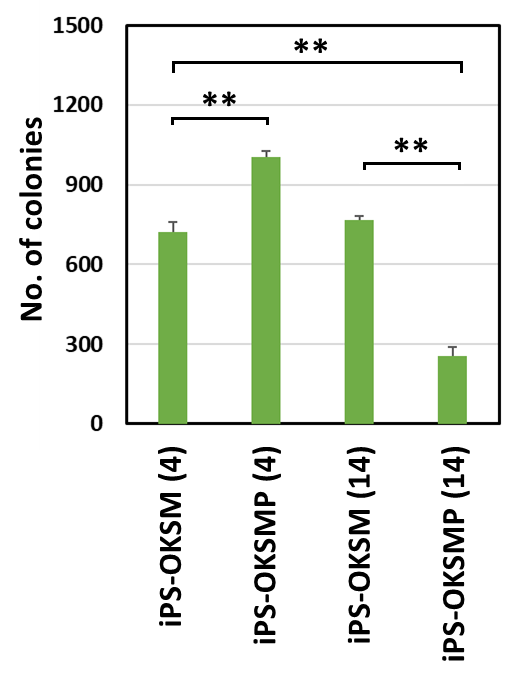 1500
1200
900
600
300
0
No. of colonies
**
**
**
iPS-OKSM (4)
iPS-OKSMP (4)
iPS-OKSM (14)
iPS-OKSMP (14)